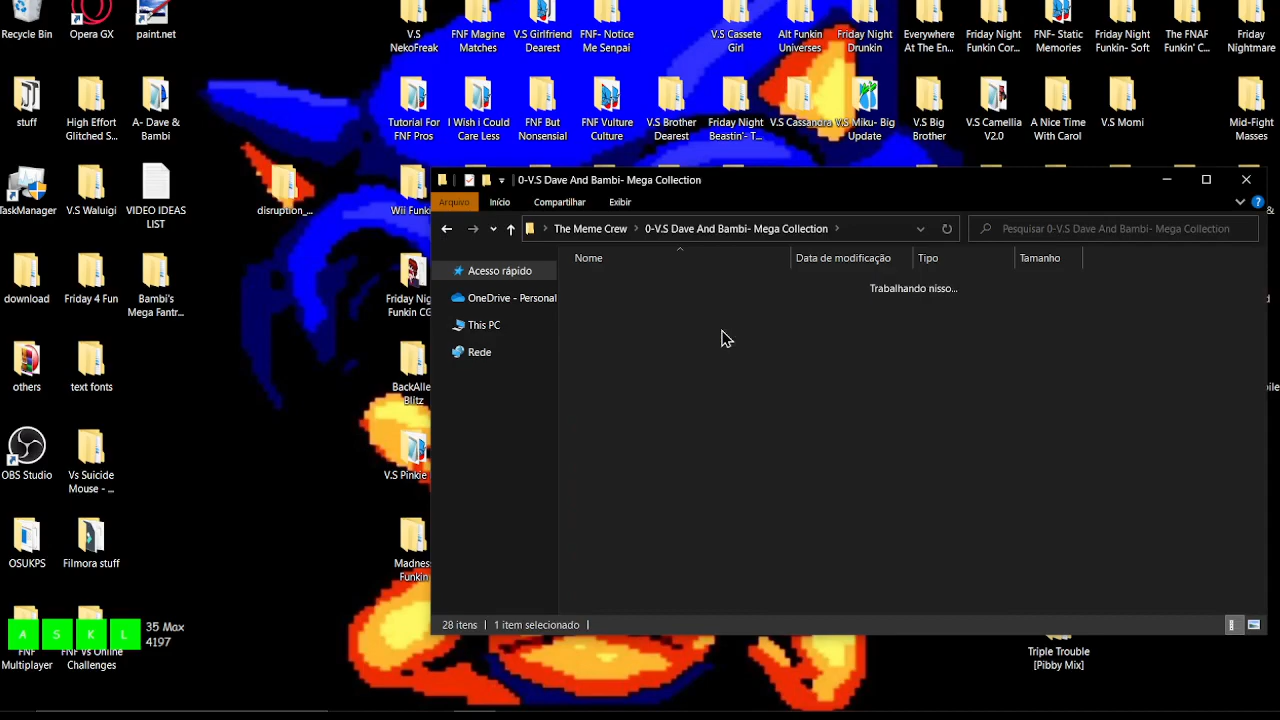 Recycle Bin
Opera GX
paint.net
V.S
NekoFreak
FNF Magine
Matches
V.S Girlfriend
Dearest
FNF- Notice
Me Senpai
V.S Cassete
Girl
Alt Funkin
Universes
Friday Night
Drunkin
Everywhere
At The En...
Friday Night
Funkin Cor...
FNF- Static
Memories
Friday Night
Funkin- Soft
The FNAF
Funkin' C...
Friday
Nightmare
stuff
High Effort
Glitched S...
A- Dave &
Bambi
Tutorial For
FNF Pros
I Wish i Could
Care Less
FNF But
Nonsensial
FNF Vulture
Culture
V.S Brother
Dearest
Friday Night
Beastin'- T...
V.S Cassandra
V.S Miku- Big
Update
V.S Big
Brother
V.S Camellia
V2.0
A Nice Time
With Carol
V.S Momi
Mid-Fight
Masses
TaskManager
V.S Waluigi
VIDEO IDEAS
LIST
disruption_...
Wii Funki
0-V.S Dave And Bambi- Mega Collection
Arquivo
Início
Compartilhar
Exibir
The Meme Crew
0-V.S Dave And Bambi- Mega Collection
Pesquisar 0-V.S Dave And Bambi- Mega Collection
Nome
Data de modificação
Tipo
Tamanho
Acesso rápido
OneDrive - Personal
This PC
Rede
Trabalhando nisso...
download
Friday 4 Fun
Bambi's
Mega Fantr...
Friday Nig
Funkin CG
others
text fonts
BackAlle
Blitz
OBS Studio
Vs Suicide
Mouse - ...
V.S Pinkie
OSUKPS
Filmora stuff
Madnes
Funkin
28 itens
1 item selecionado
A
S
K
L
35 Max
4197
FNF
Multiplayer
FNF Vs Online
Challenges
Triple Trouble
[Pibby Mix]